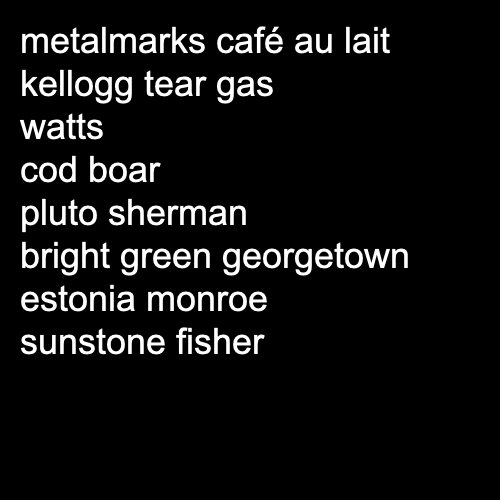 metalmarks café au lait
kellogg tear gas
watts
cod boar
pluto sherman
bright green georgetown
estonia monroe
sunstone fisher